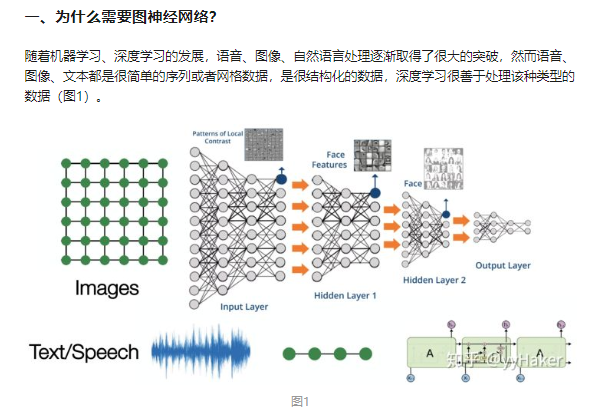 一、为什么需要图神经网络?
随着机器学习、深度学习的发展，语音、图像、自然语言处理逐渐取得了很大的突破，然而语音、
图像、文本都是很简单的序列或者网格数据，是很结构化的数据，深度学习很善于处理该种类型的
数据（图1）。
Patterns of Local
Contrast
Face
Features
Face
Images
Input Layer
Hidden Layer 1
Hidden Layer 2
Output Layer
Text/Speech
A
A
知乎 @yyHaker
图1